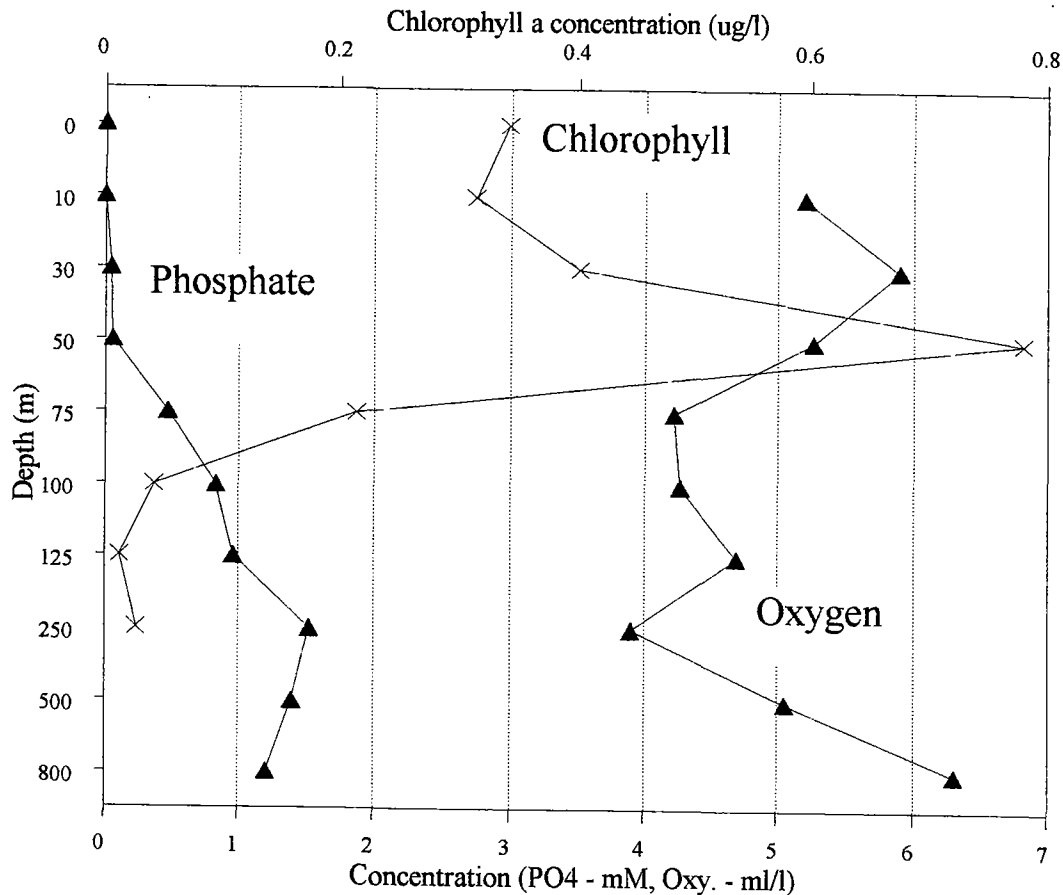 Chlorophyll a concentration (ug/l)
0 0.2 0.4 0.6 0.8
Chlorophyll
Phosphate
Oxygen
Depth (m)
0
10
30
50
75
100
125
250
500
800
0 1 2 3 4 5 6 7
Concentration (PO4 - mM, Oxy. - ml/l)